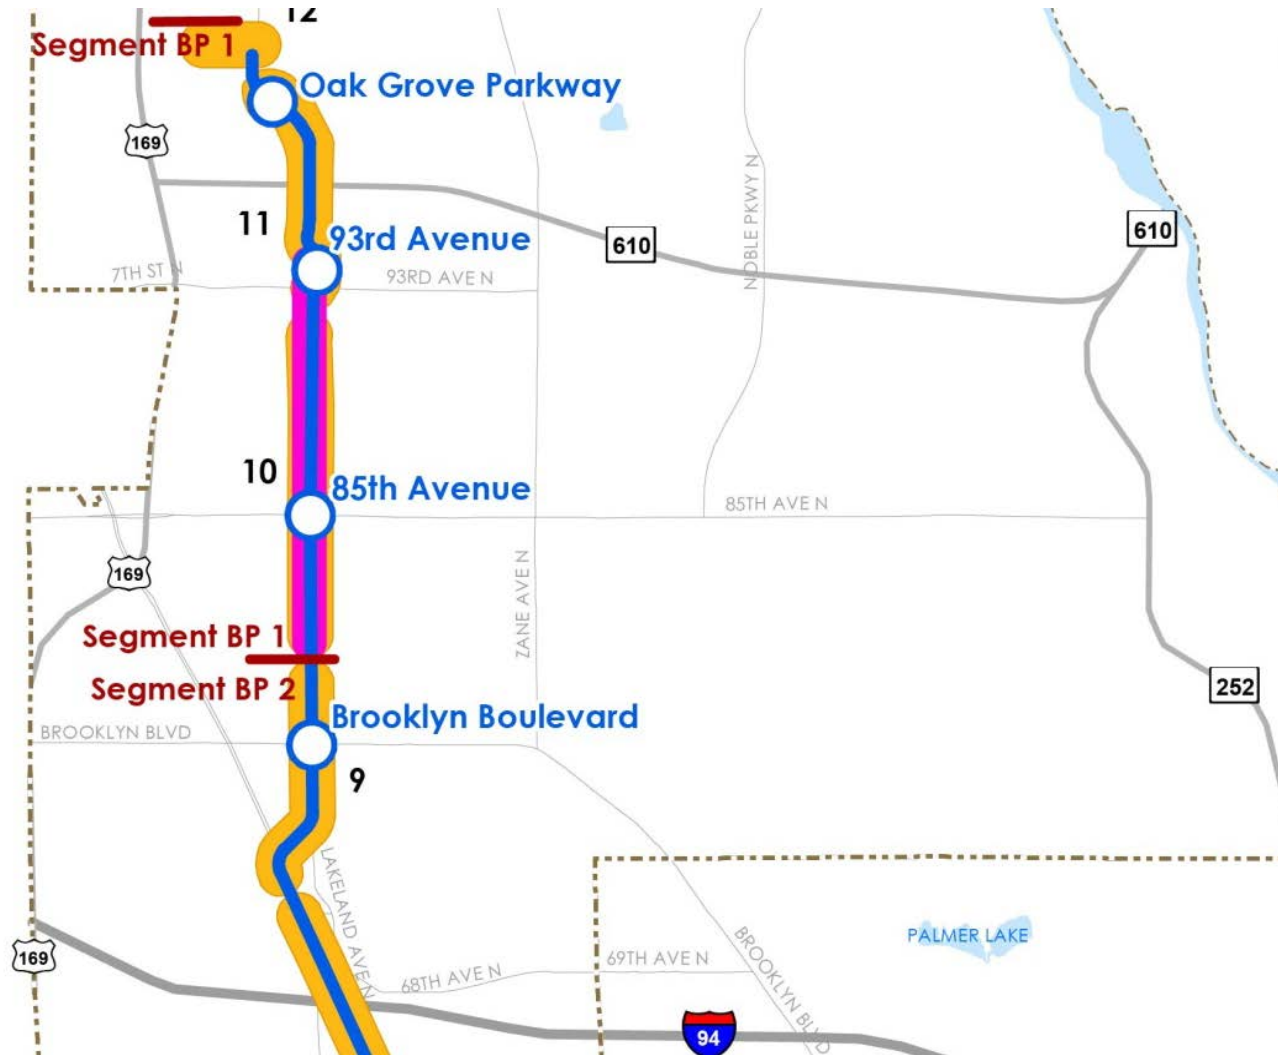 12
Segment BP 1
Oak Grove Parkway
169
NOBLE PKWY N
11
93rd Avenue
610
610
7TH ST N
93RD AVE N
10
85th Avenue
85TH AVE N
169
ZANE AVE N
Segment BP 1
Segment BP 2
252
Brooklyn Boulevard
BROOKLYN BLVD
9
LAKELAND AVE N
PALMER LAKE
BROOKLYN BLVD
169
68TH AVE N
69TH AVE N
94